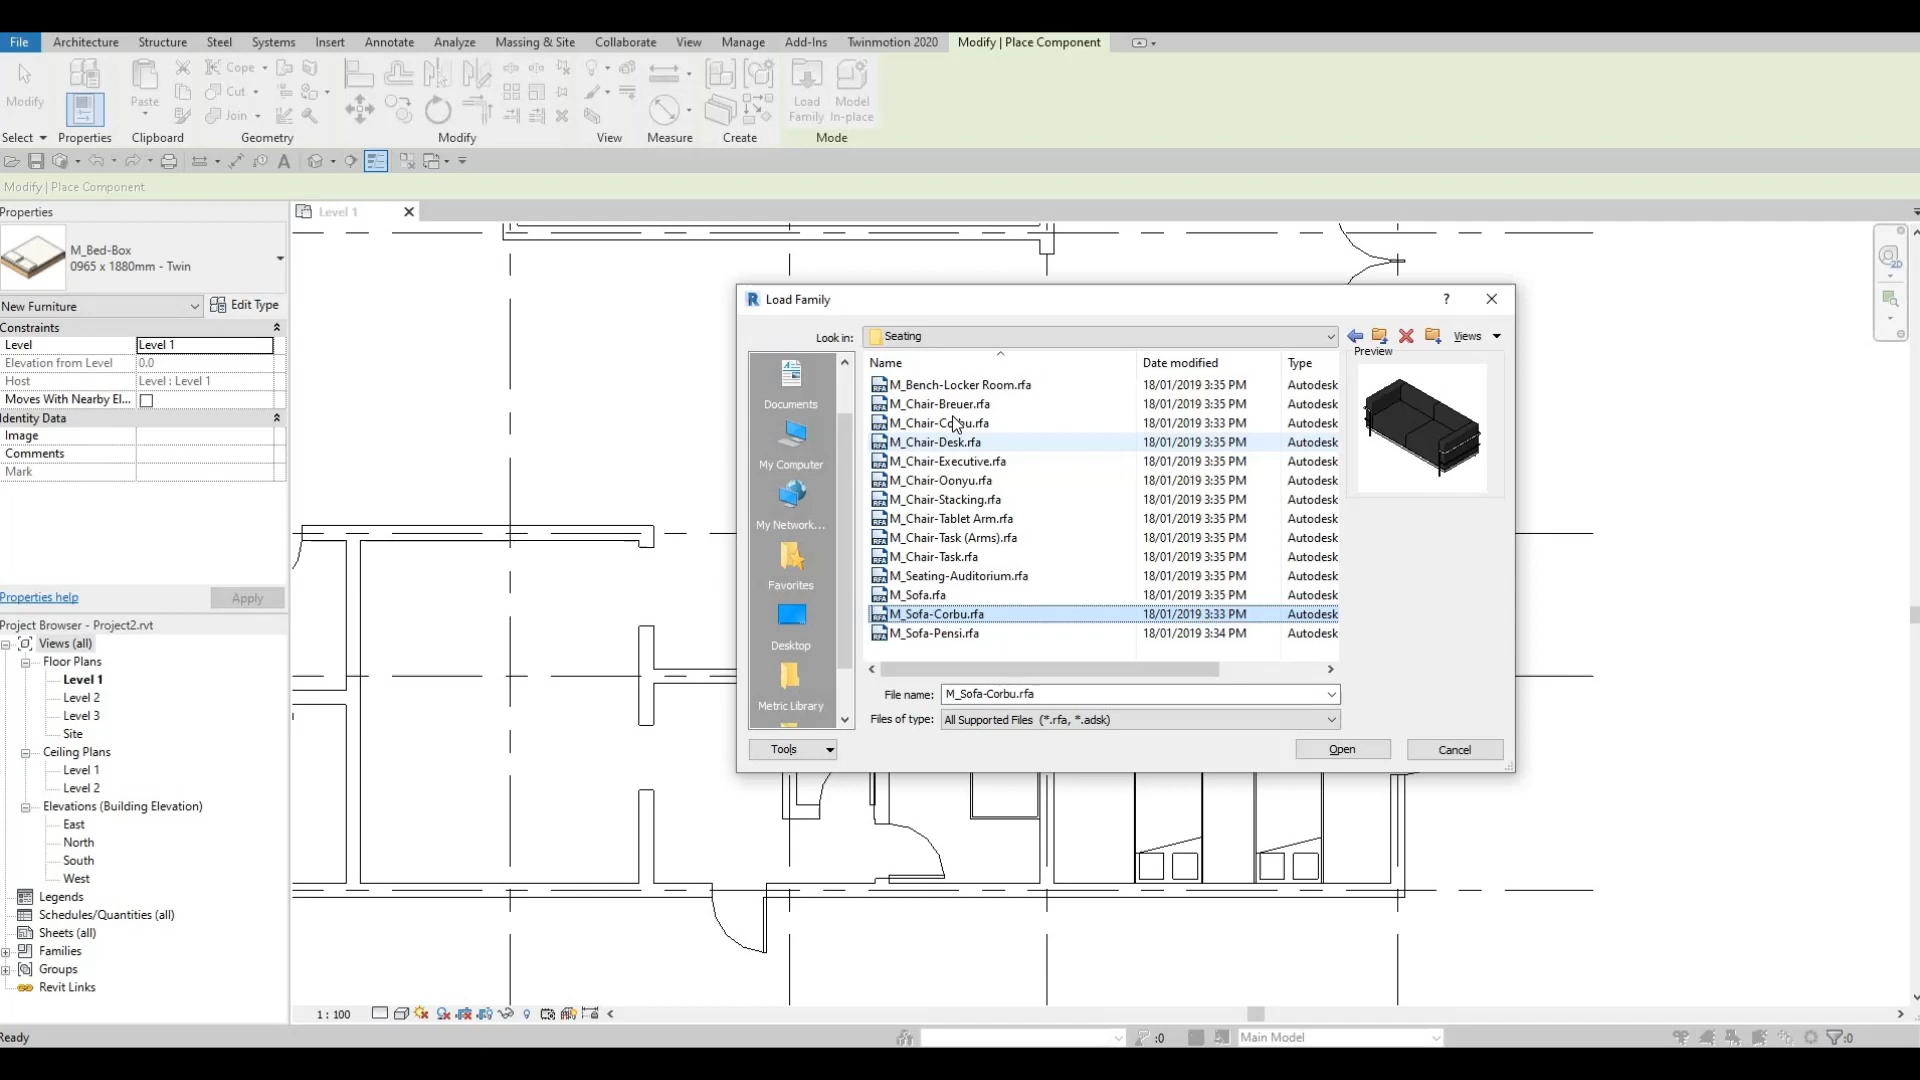 File Architecture Structure Steel Systems Insert Annotate Analyze Massing & Site Collaborate View Manage Add-Ins Twinmotion 2020 Modify | Place Component
Modify Paste Cope Cut Join Load Family Model In-place
Select Properties Clipboard Geometry Modify View Measure Create Mode
Modify | Place Component
Properties
Level 1
M_Bed-Box
0965 x 1880mm - Twin
New Furniture Edit Type
Constraints
Level Level 1
Elevation from Level 0.0
Host Level : Level 1
Moves With Nearby El...
Identity Data
Image
Comments
Mark
Properties help Apply
Project Browser - Project2.rvt
Views (all)
Floor Plans
Level 1
Level 2
Level 3
Site
Ceiling Plans
Level 1
Level 2
Elevations (Building Elevation)
East
North
South
West
Legends
Schedules/Quantities (all)
Sheets (all)
Families
Groups
Revit Links
Load Family
Look in: Seating Views
Preview
Documents
My Computer
My Network...
Favorites
Desktop
Metric Library
Name Date modified Type
M_Bench-Locker Room.rfa 18/01/2019 3:35 PM Autodesk
M_Chair-Breuer.rfa 18/01/2019 3:35 PM Autodesk
M_Chair-Corbu.rfa 18/01/2019 3:33 PM Autodesk
M_Chair-Desk.rfa 18/01/2019 3:35 PM Autodesk
M_Chair-Executive.rfa 18/01/2019 3:35 PM Autodesk
M_Chair-Oonyu.rfa 18/01/2019 3:35 PM Autodesk
M_Chair-Stacking.rfa 18/01/2019 3:35 PM Autodesk
M_Chair-Tablet Arm.rfa 18/01/2019 3:35 PM Autodesk
M_Chair-Task (Arms).rfa 18/01/2019 3:35 PM Autodesk
M_Chair-Task.rfa 18/01/2019 3:35 PM Autodesk
M_Seating-Auditorium.rfa 18/01/2019 3:35 PM Autodesk
M_Sofa.rfa 18/01/2019 3:35 PM Autodesk
M_Sofa-Corbu.rfa 18/01/2019 3:33 PM Autodesk
M_Sofa-Pensi.rfa 18/01/2019 3:34 PM Autodesk
File name: M_Sofa-Corbu.rfa
Files of type: All Supported Files (*.rfa, *.adsk)
Tools Open Cancel
2D
1 : 100
Ready :0 Main Model :0